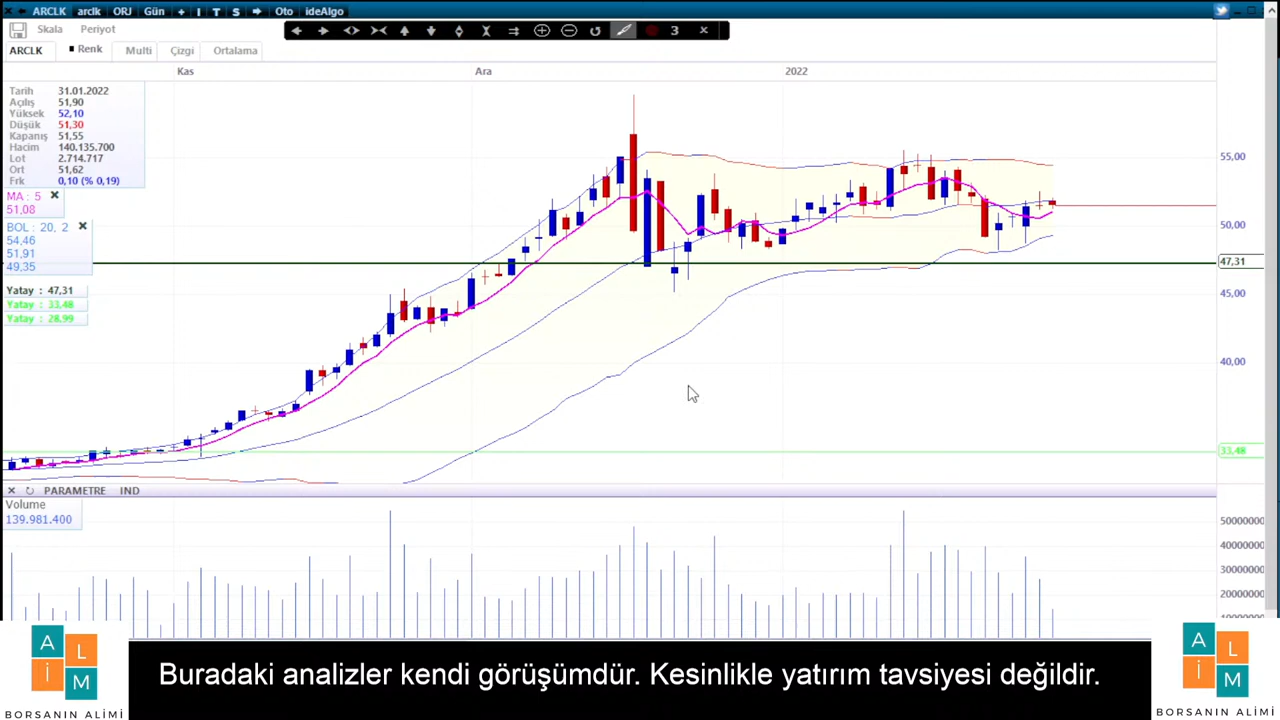 ARCLK arclk ORJ Gün + I T S Oto ideAlgo
Skala Periyot
3 x
ARCLK Renk Multi Çizgi Ortalama
Kas Ara 2022
Tarih 31.01.2022
Açılış 51,90
Yüksek 52,10
Düşük 51,30
Kapanış 51,55
Hacim 140.135.700
Lot 2.714.717
Ort 51,62
Frk 0,10 (% 0,19)
MA : 5
51,08
BOL : 20, 2
54,46
51,91
49,35
Yatay : 47,31
Yatay : 33,48
Yatay : 28,99
55,00
50,00
47,31
45,00
40,00
33,48
PARAMETRE IND
Volume
139.981.400
50000000
40000000
30000000
20000000
A L İ M
BORSANIN ALİMİ
Buradaki analizler kendi görüşümdür. Kesinlikle yatırım tavsiyesi değildir.
A L İ M
BORSANIN ALİMİ